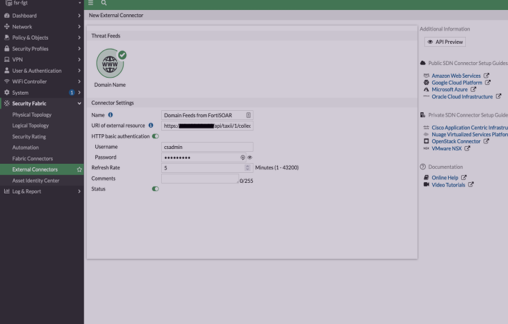 fsr-fgt
Dashboard
Network
Policy & Objects
Security Profiles
VPN
User & Authentication
WiFi Controller
System 1
Security Fabric
Physical Topology
Logical Topology
Security Rating
Automation
Fabric Connectors
External Connectors
Asset Identity Center
Log & Report
New External Connector
Threat Feeds
WWW
Domain Name
Connector Settings
Name Domain Feeds from FortiSOAR
URI of external resource https: api/taxii/1/collec
HTTP basic authentication
Username csadmin
Password •••••••••
Refresh Rate 5 Minutes (1 - 43200)
Comments 0/255
Status
Additional Information
API Preview
Public SDN Connector Setup Guides
Amazon Web Services
Google Cloud Platform
Microsoft Azure
Oracle Cloud Infrastructure
Private SDN Connector Setup Guides
Cisco Application Centric Infrastru
Nuage Virtualized Services Platfor
OpenStack Connector
VMware NSX
Documentation
Online Help
Video Tutorials